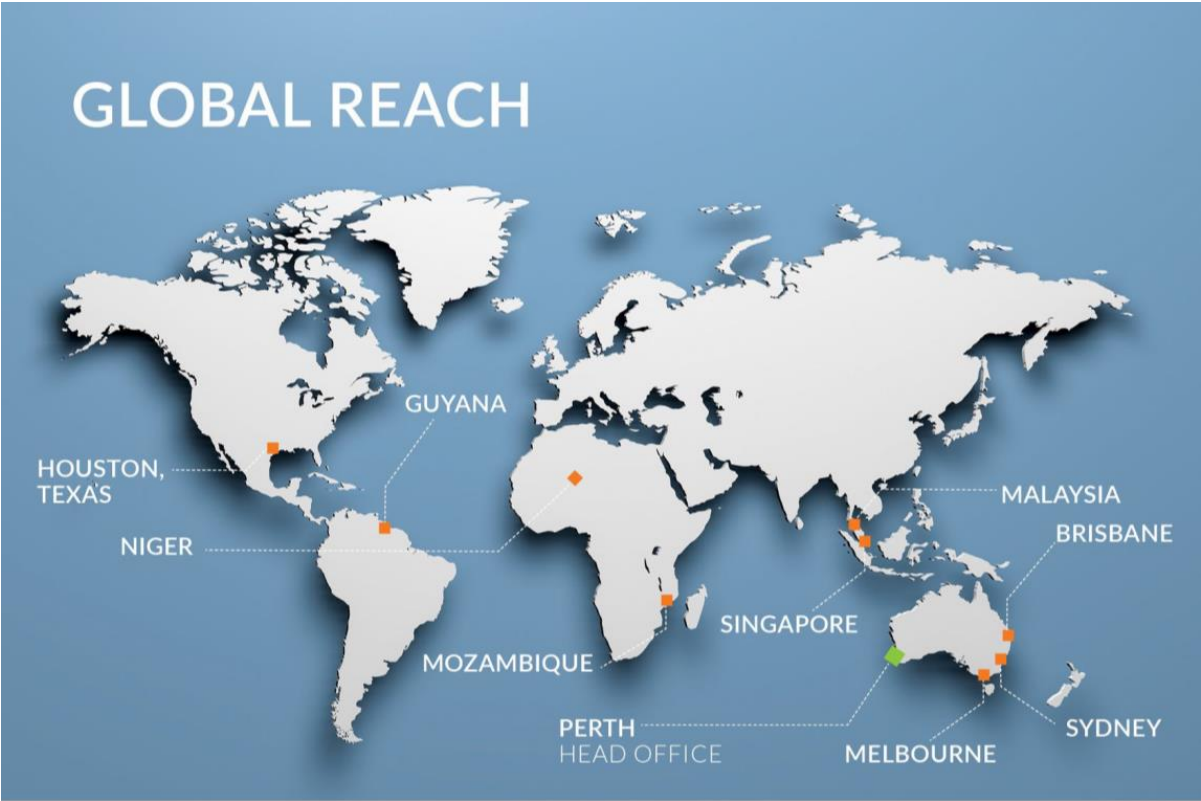 GLOBAL REACH
GUYANA
HOUSTON,
TEXAS
MALAYSIA
BRISBANE
NIGER
SINGAPORE
MOZAMBIQUE
PERTH
HEAD OFFICE
SYDNEY
MELBOURNE